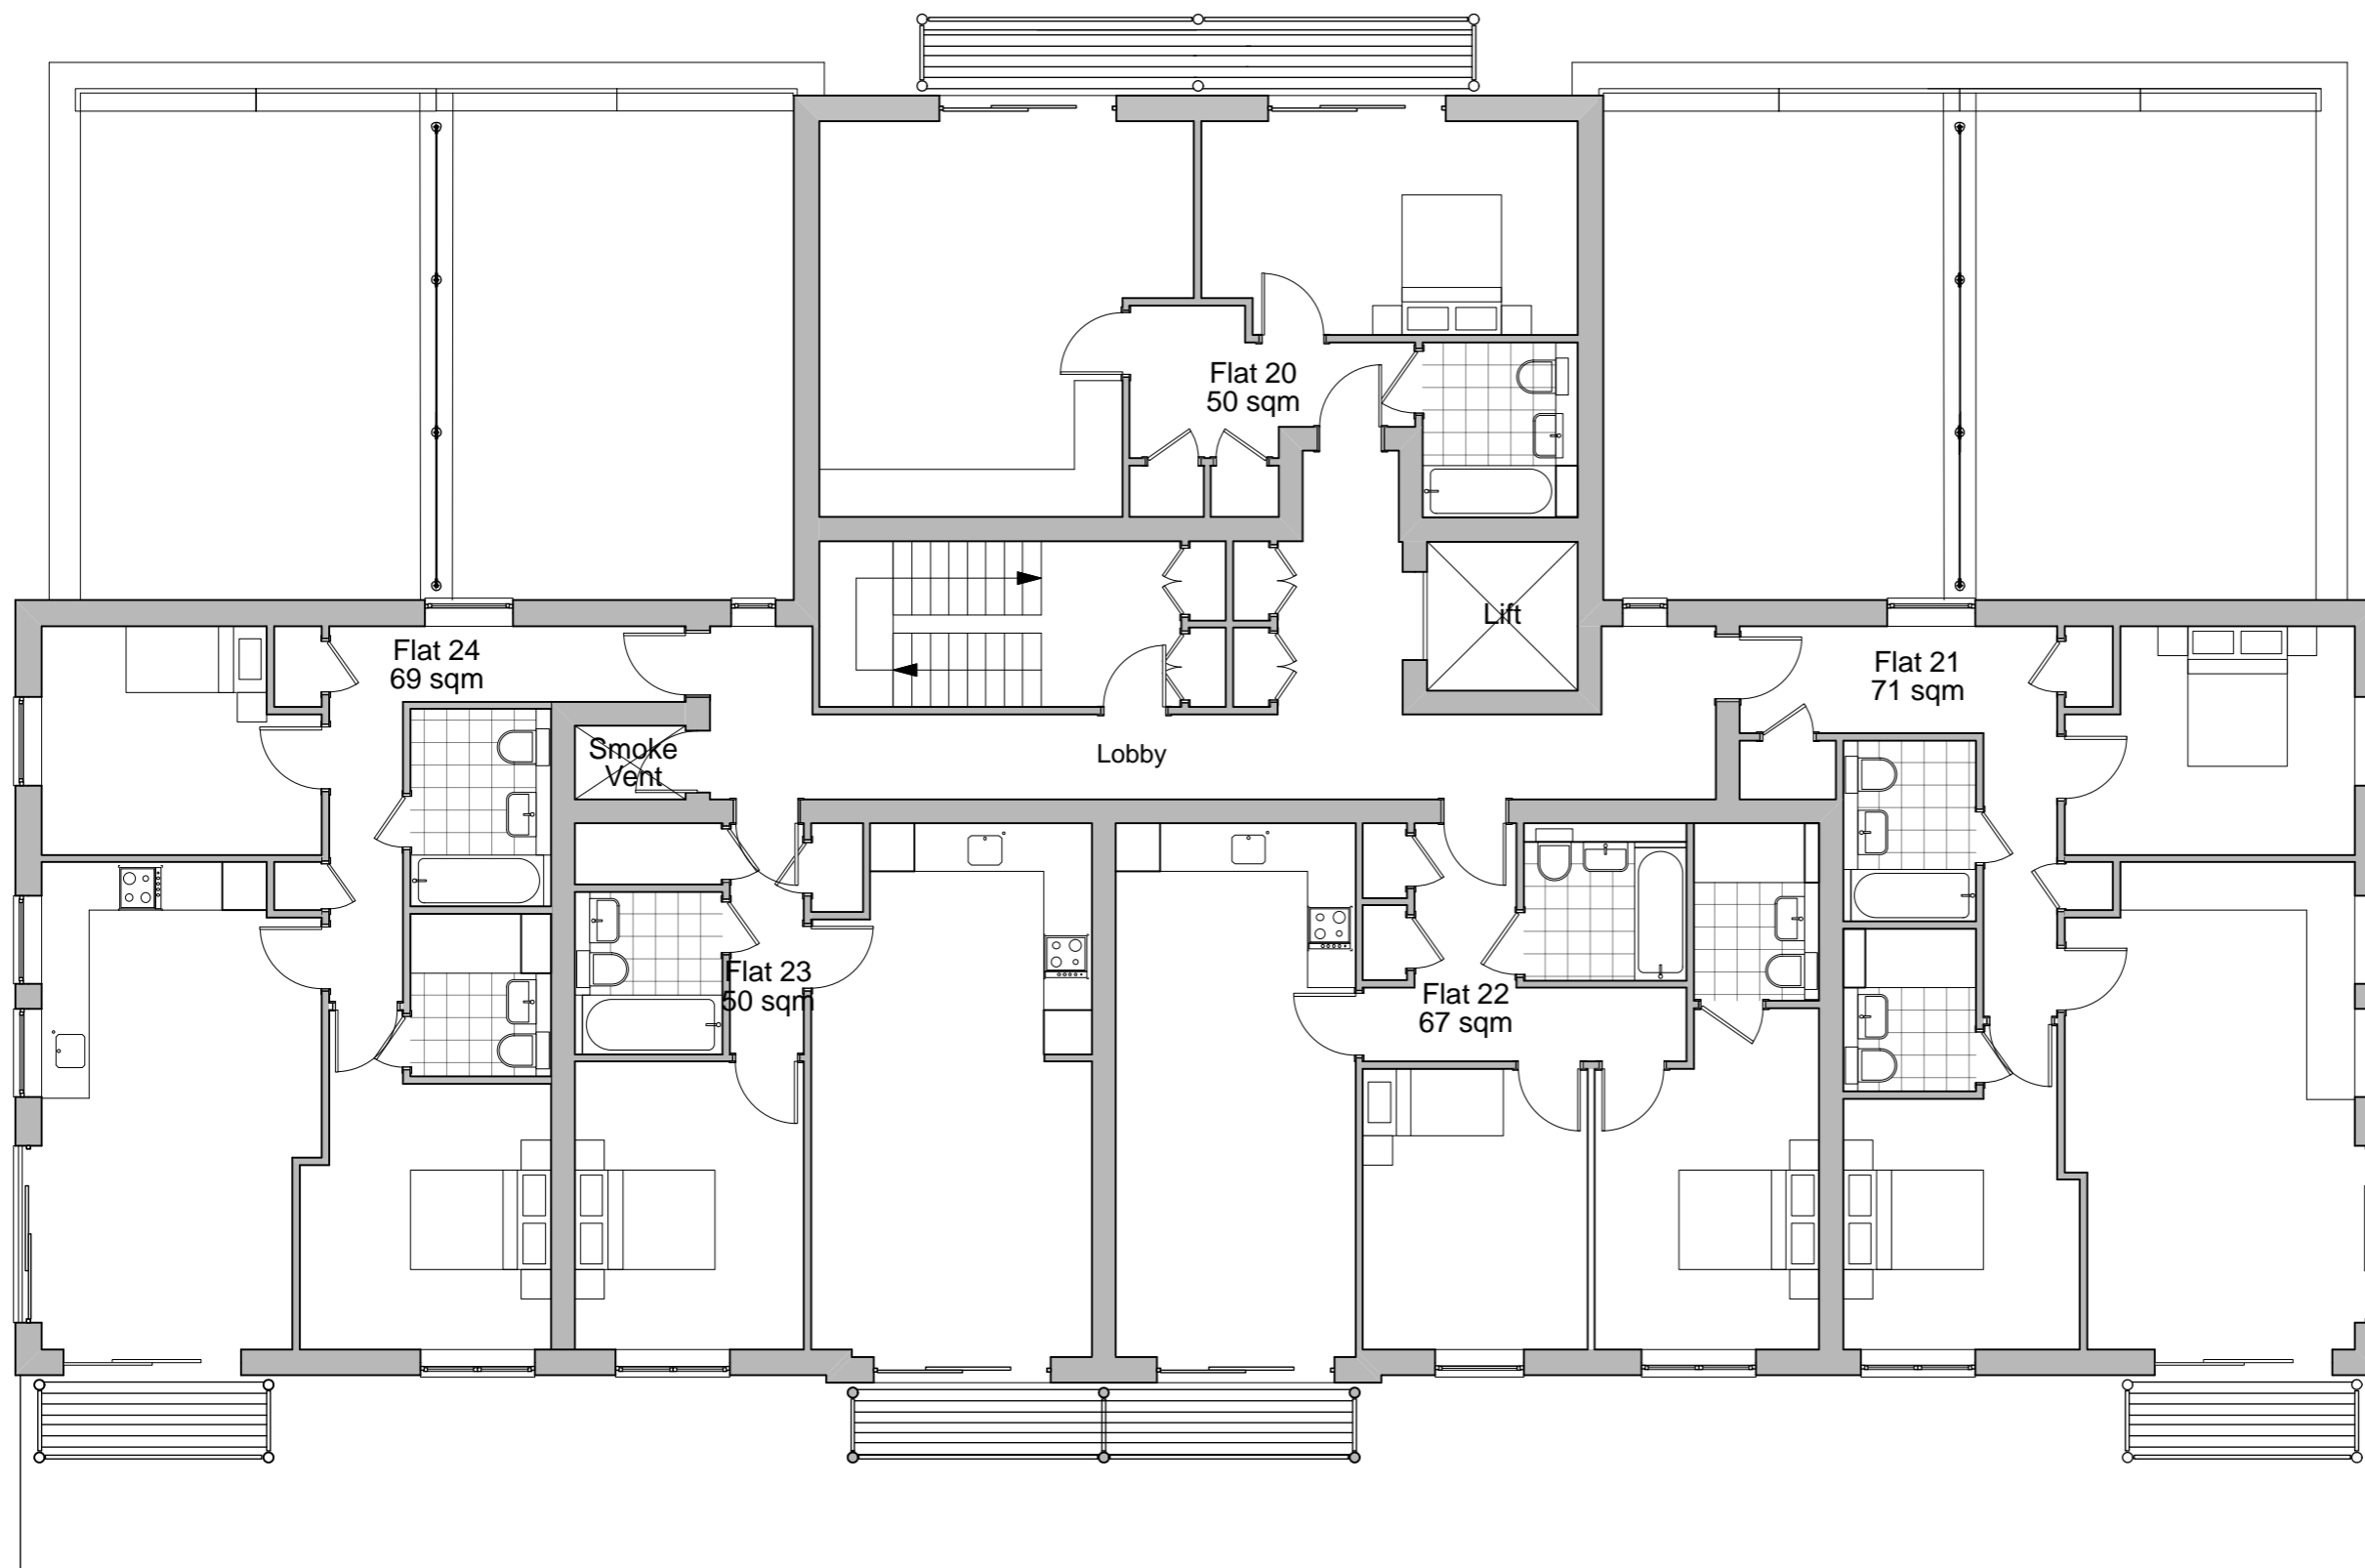 Flat 20
50 sqm
Lift
Flat 24
69 sqm
Flat 21
71 sqm
Smoke
Vent
Lobby
Flat 23
50 sqm
Flat 22
67 sqm